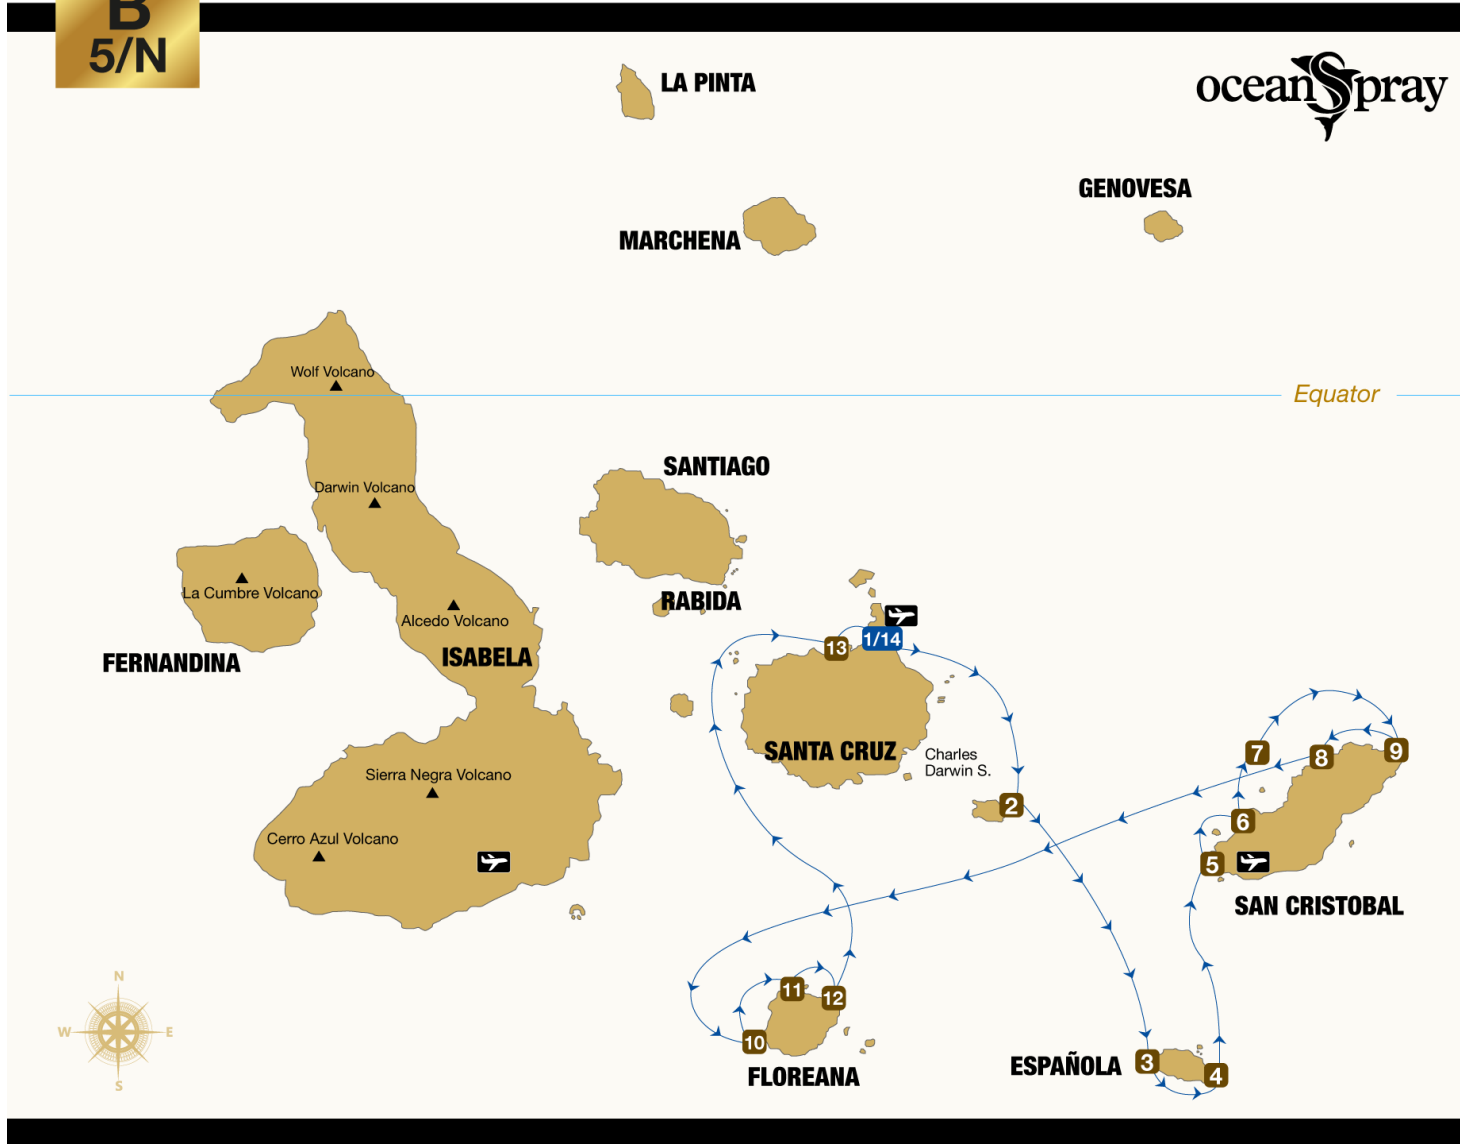 B
5/N
LA PINTA
oceanSpray
GENOVESA
MARCHENA
Wolf Volcano
Equator
Darwin Volcano
SANTIAGO
La Cumbre Volcano
RABIDA
Alcedo Volcano
ISABELA
FERNANDINA
13
1/14
SANTA CRUZ
Charles
Darwin S.
7
8
9
Sierra Negra Volcano
2
6
Cerro Azul Volcano
5
SAN CRISTOBAL
11
12
10
FLOREANA
ESPAÑOLA
3
4
N
W
E
S